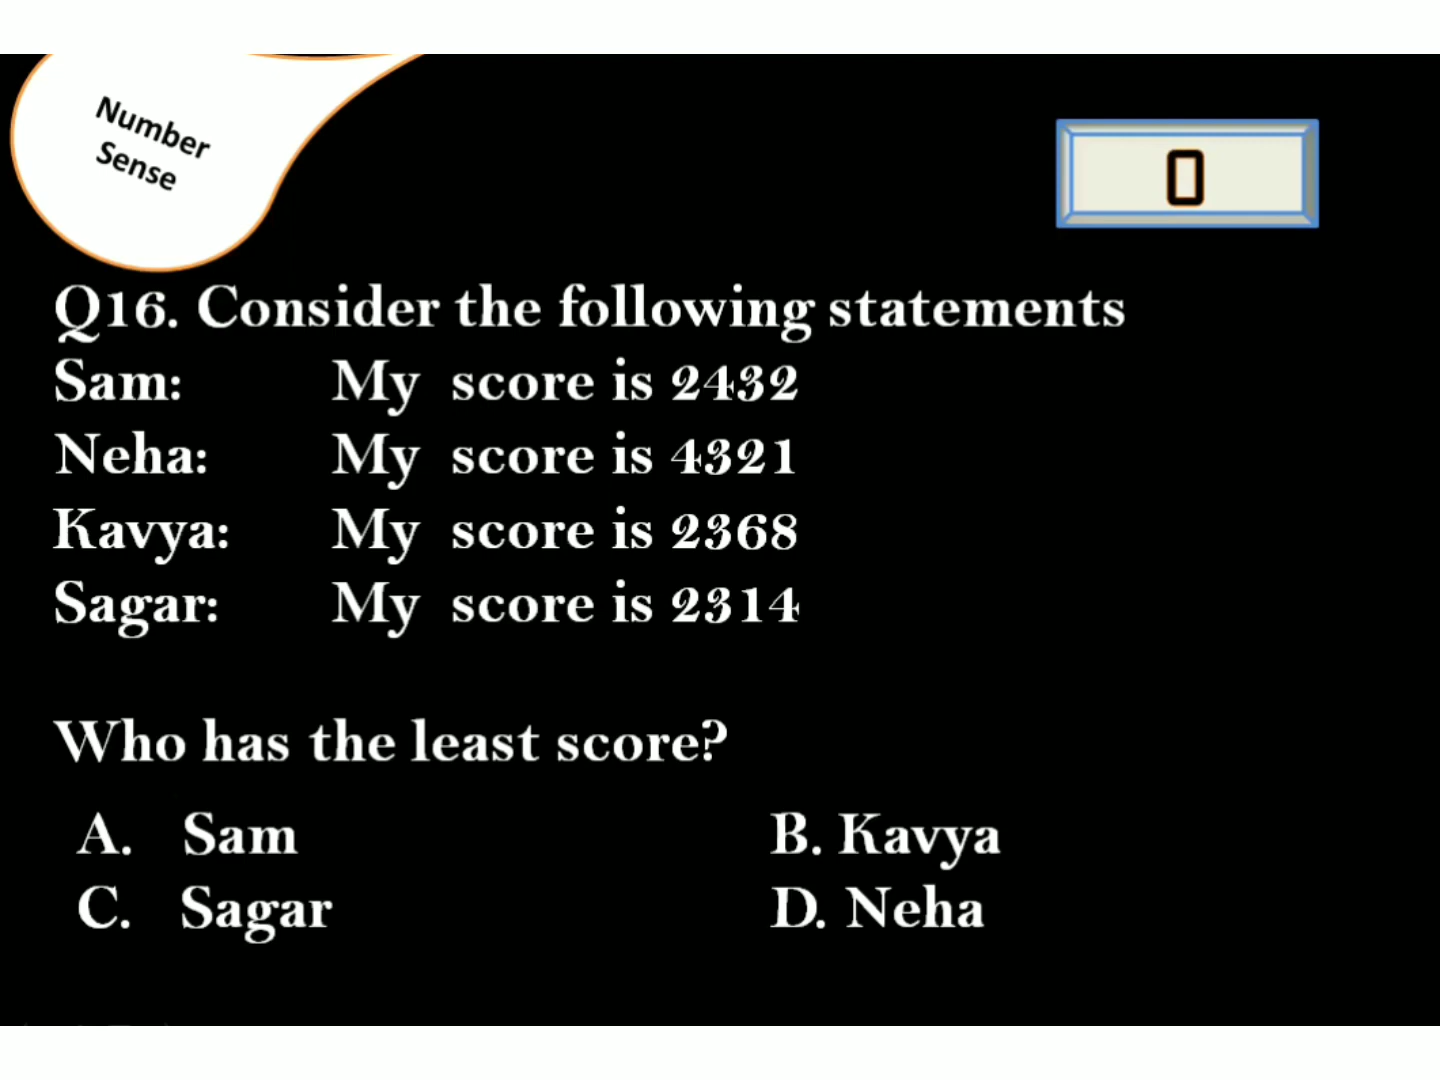 Number
Sense
0
Q16. Consider the following statements
Sam: My score is 2432
Neha: My score is 4321
Kavya: My score is 2368
Sagar: My score is 2314
Who has the least score?
A. Sam B. Kavya
C. Sagar D. Neha